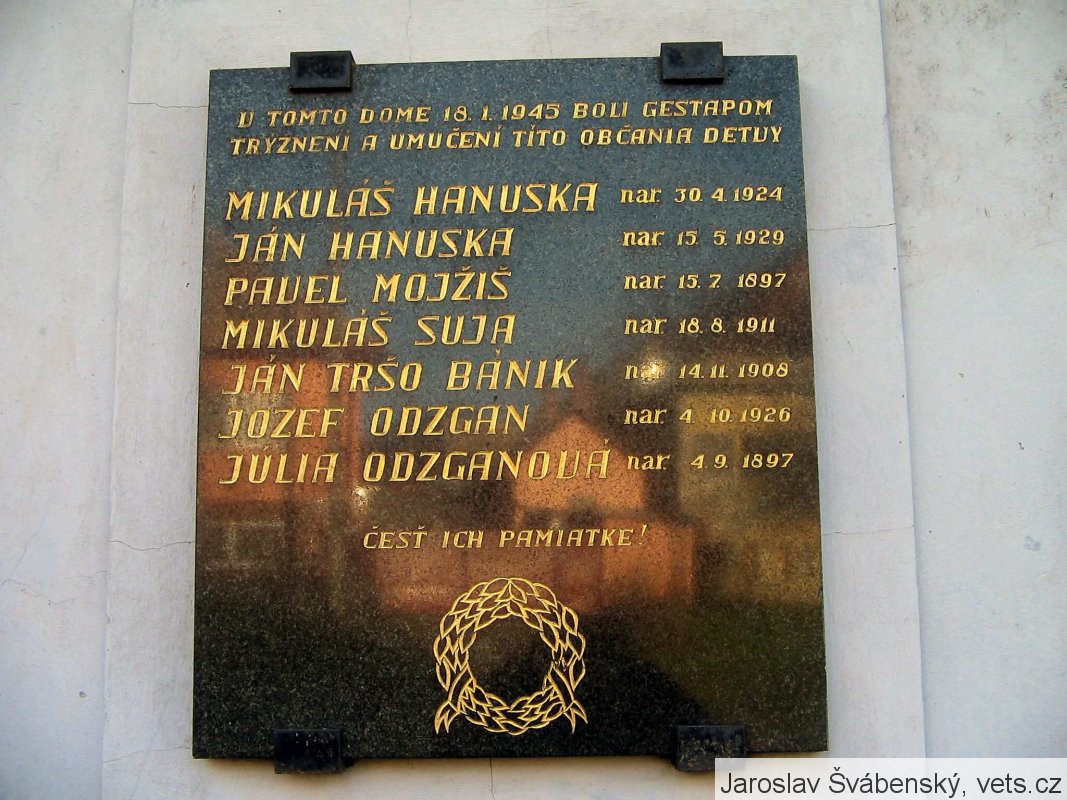 V TOMTO DOME 18. 1. 1945 BOLI GESTAPOM
TRÝZNENÍ A UMUČENÍ TÍTO OBČANIA DETVY
MIKULÁŠ HANUSKA nar. 30. 4. 1924
JÁN HANUSKA nar. 15. 5. 1929
PAVEL MOJŽIŠ nar. 15. 7 1897
MIKULÁŠ SUJA nar. 18. 8. 1911
JÁN TRŠO BÁNIK nar. 14. 11. 1908
JOZEF ODZGAN nar. 4. 10. 1926
JÚLIA ODZGANOVÁ nar. 4. 9. 1897
ČESŤ ICH PAMIATKE!
Jaroslav Švábenský, vets.cz